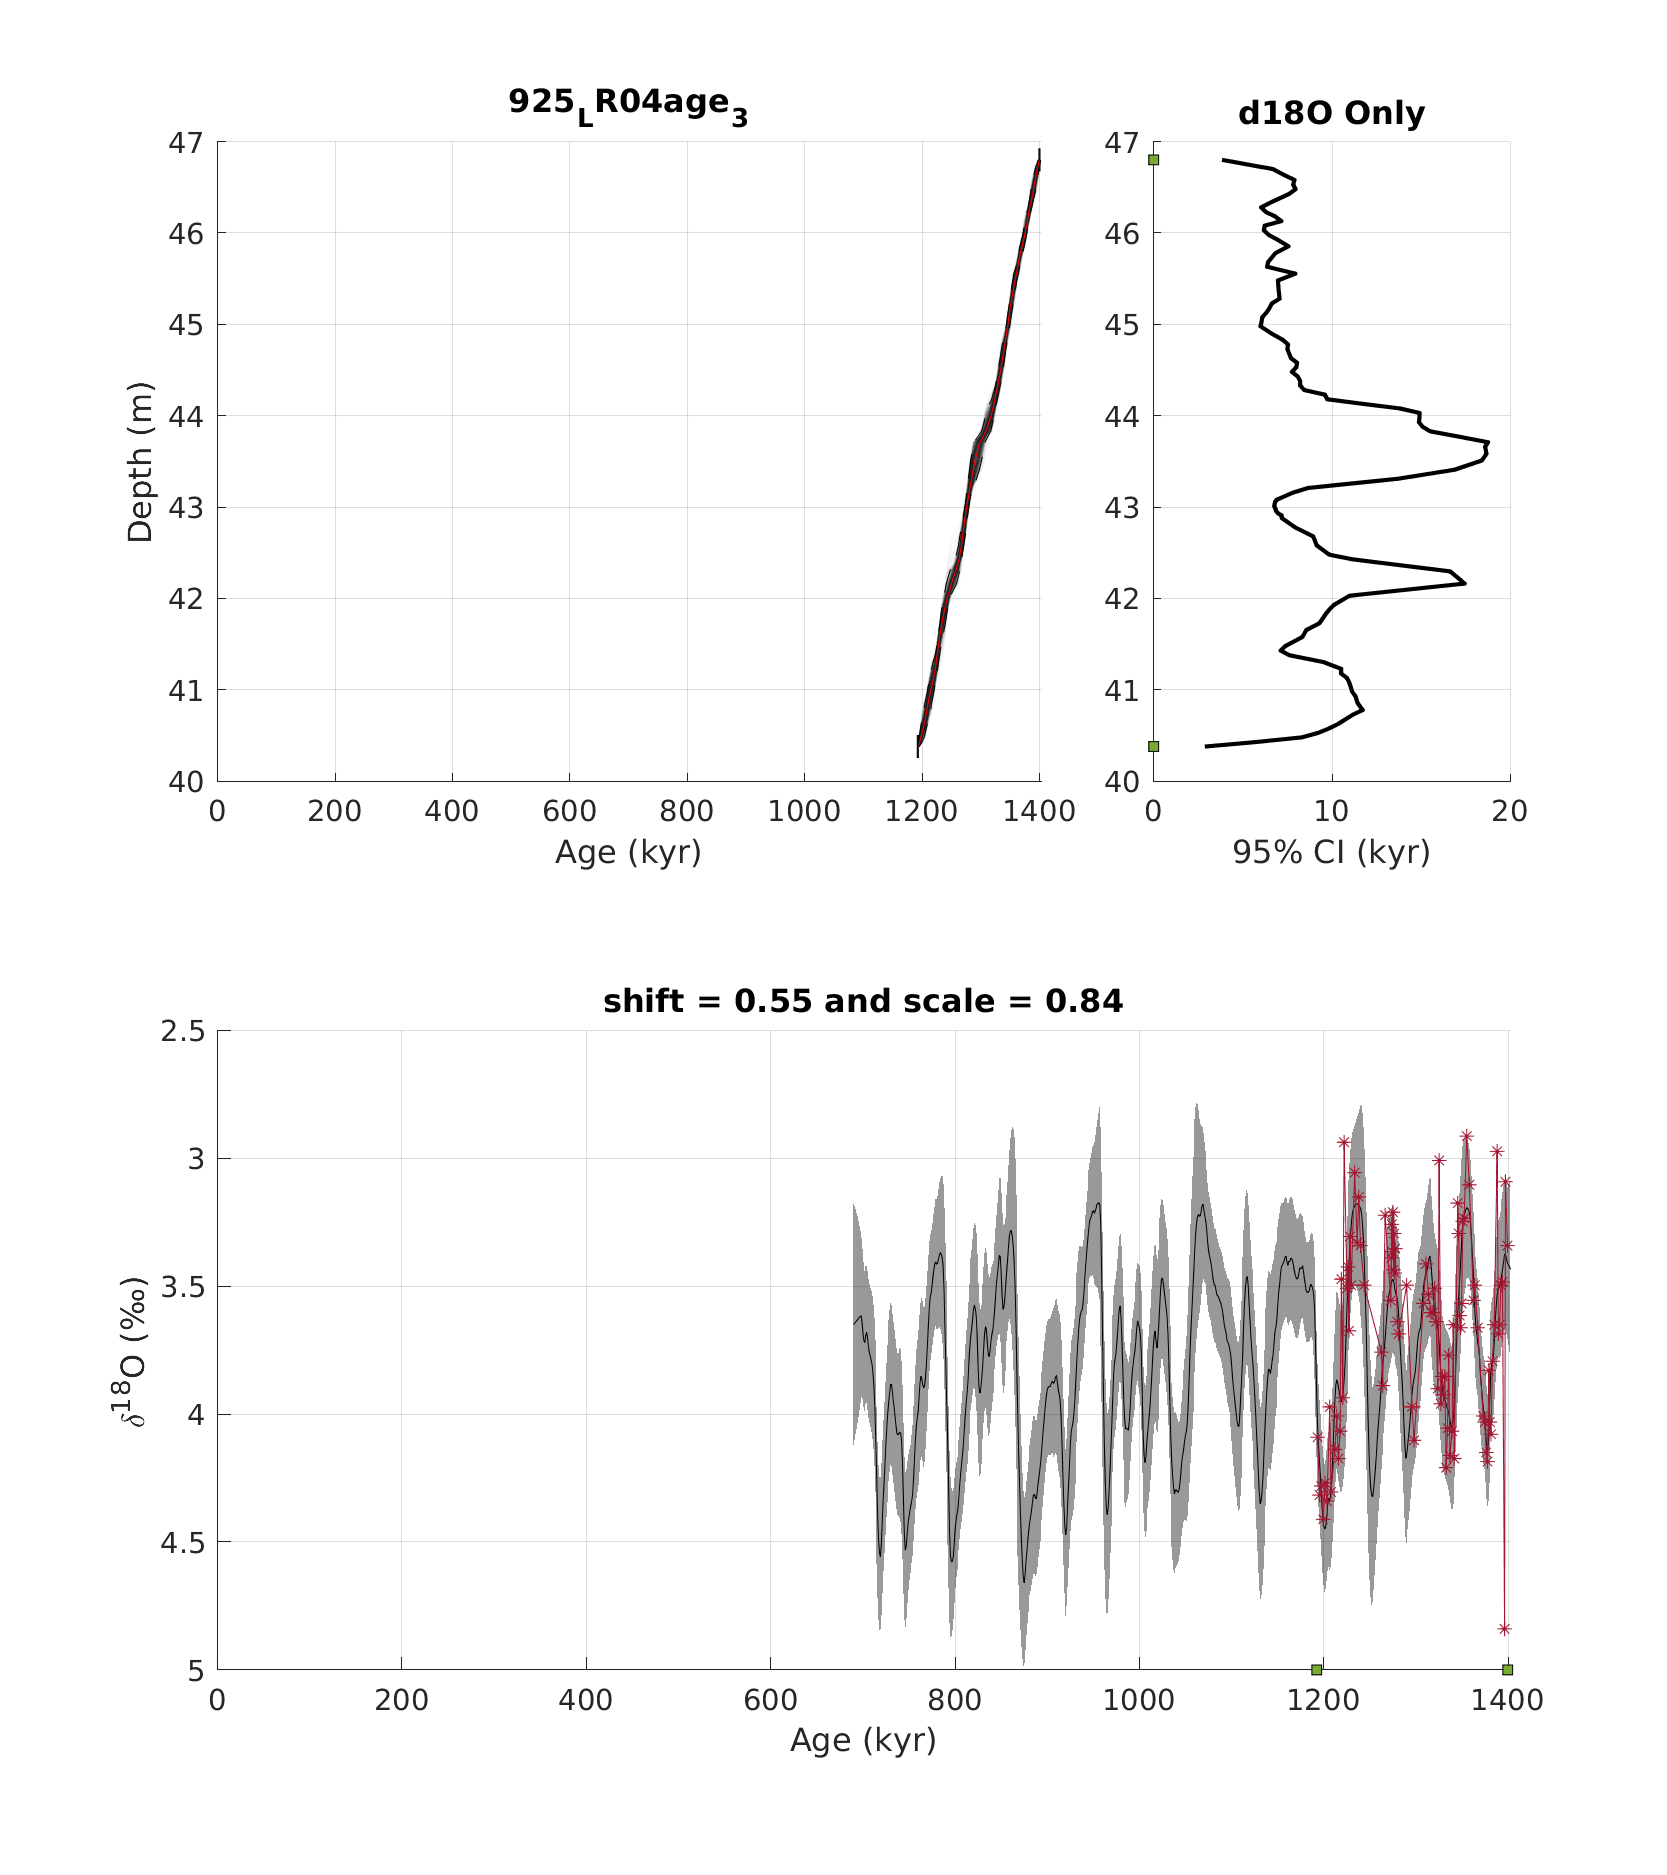 925LR04age3
d18O Only
47
46
45
44
43
42
41
40
Depth (m)
0 200 400 600 800 1000 1200 1400
Age (kyr)
47
46
45
44
43
42
41
40
0 10 20
95% CI (kyr)
shift = 0.55 and scale = 0.84
2.5
3
3.5
4
4.5
5
δ18O (‰)
0 200 400 600 800 1000 1200 1400
Age (kyr)